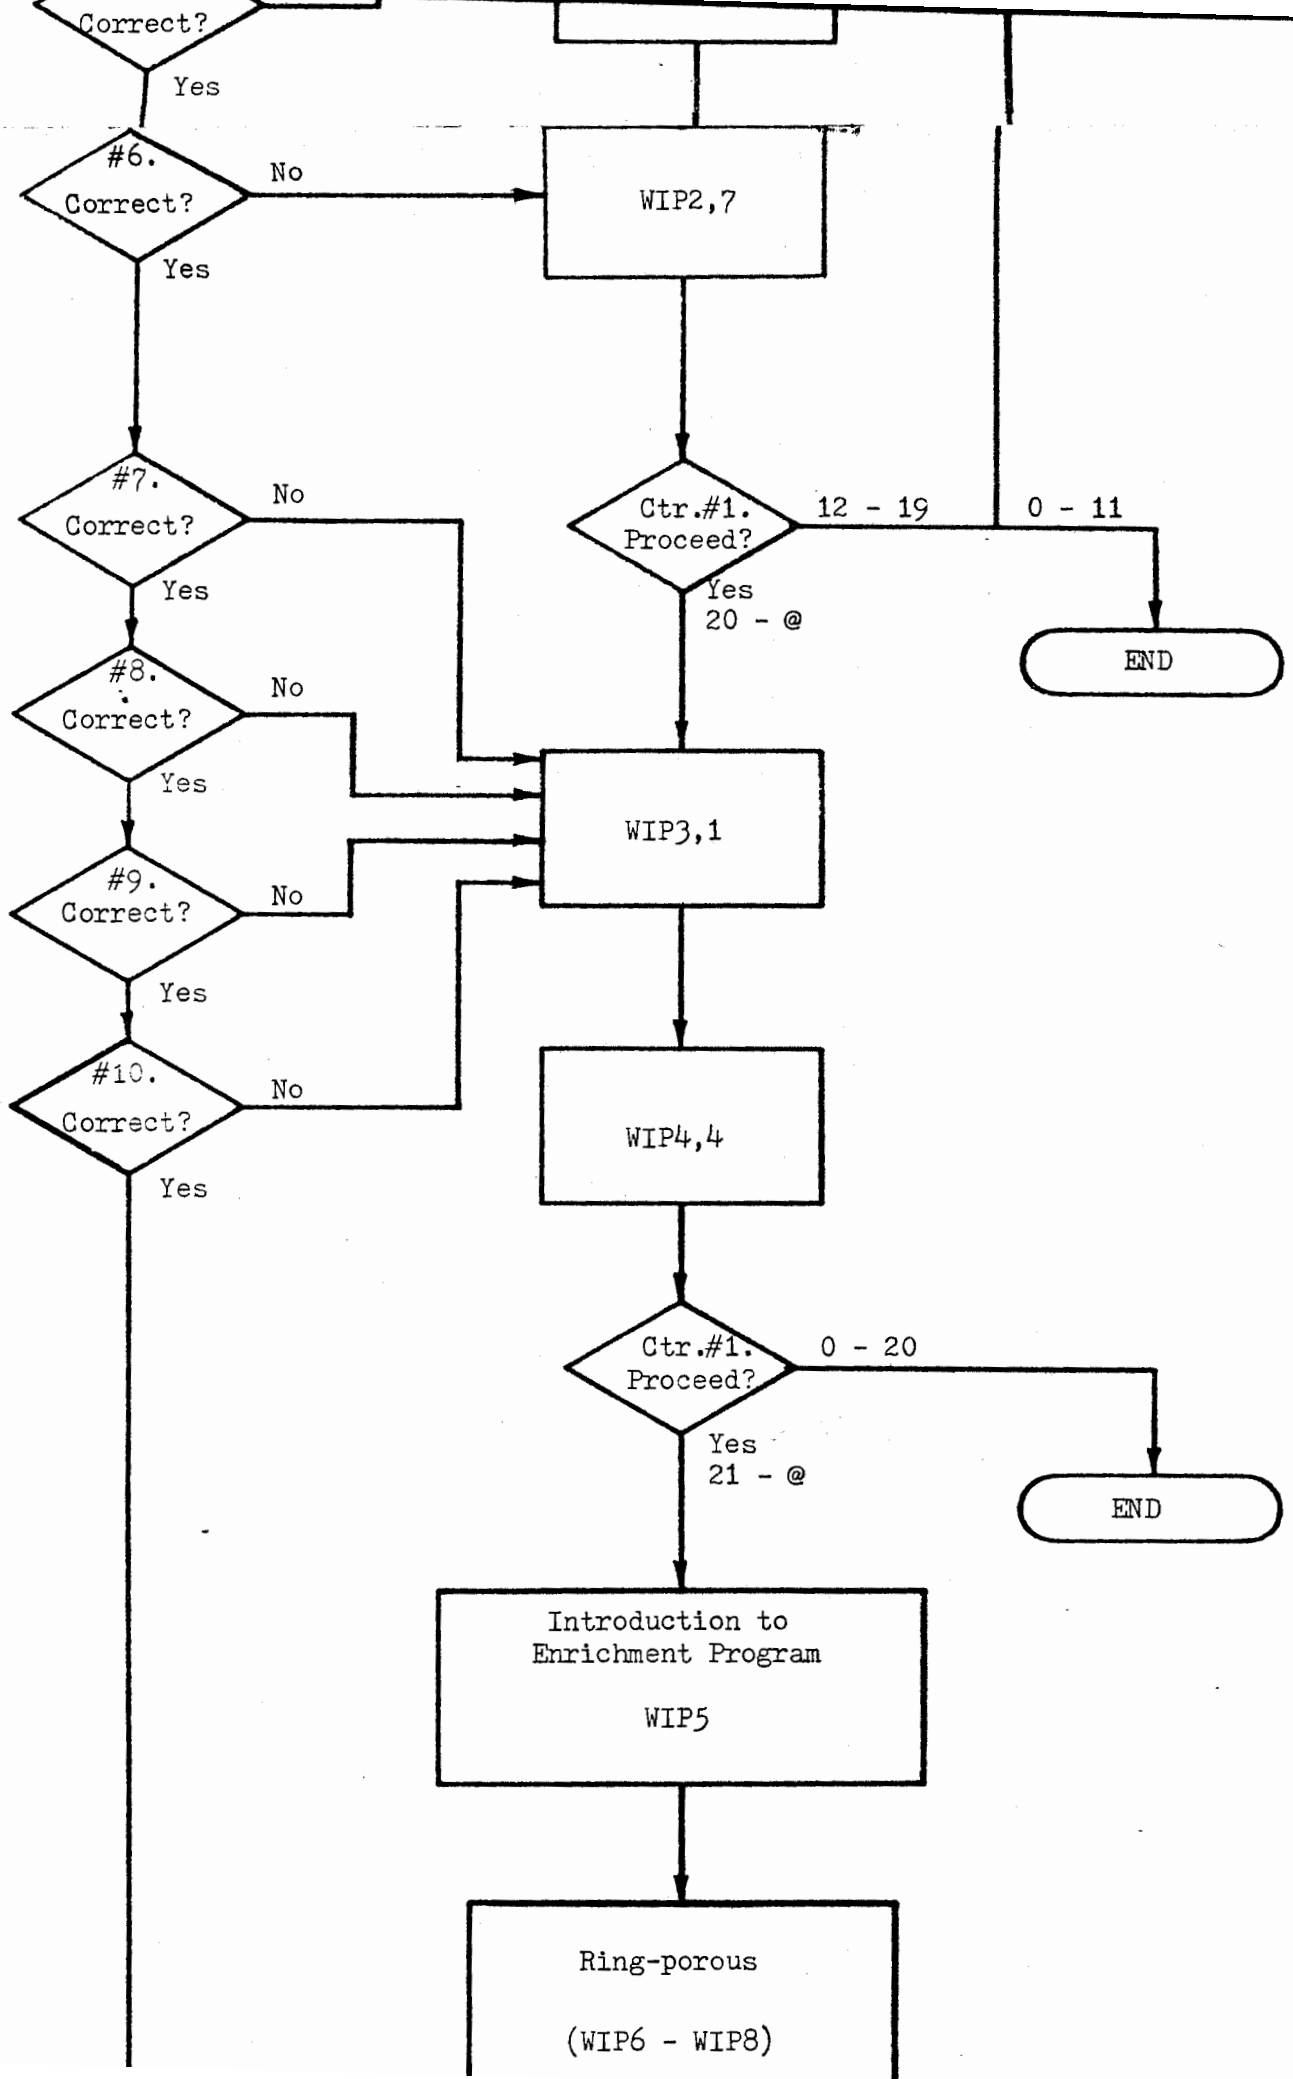 Correct?
Yes
#6.
Correct?
No
WIP2,7
Yes
#7.
Correct?
No
Ctr.#1.
Proceed?
12 - 19
0 - 11
Yes
Yes
20 - @
END
#8.
Correct?
No
Yes
WIP3,1
#9.
Correct?
No
Yes
#10.
Correct?
No
WIP4,4
Yes
Ctr.#1.
Proceed?
0 - 20
Yes
21 - @
END
Introduction to
Enrichment Program
WIP5
Ring-porous
(WIP6 - WIP8)